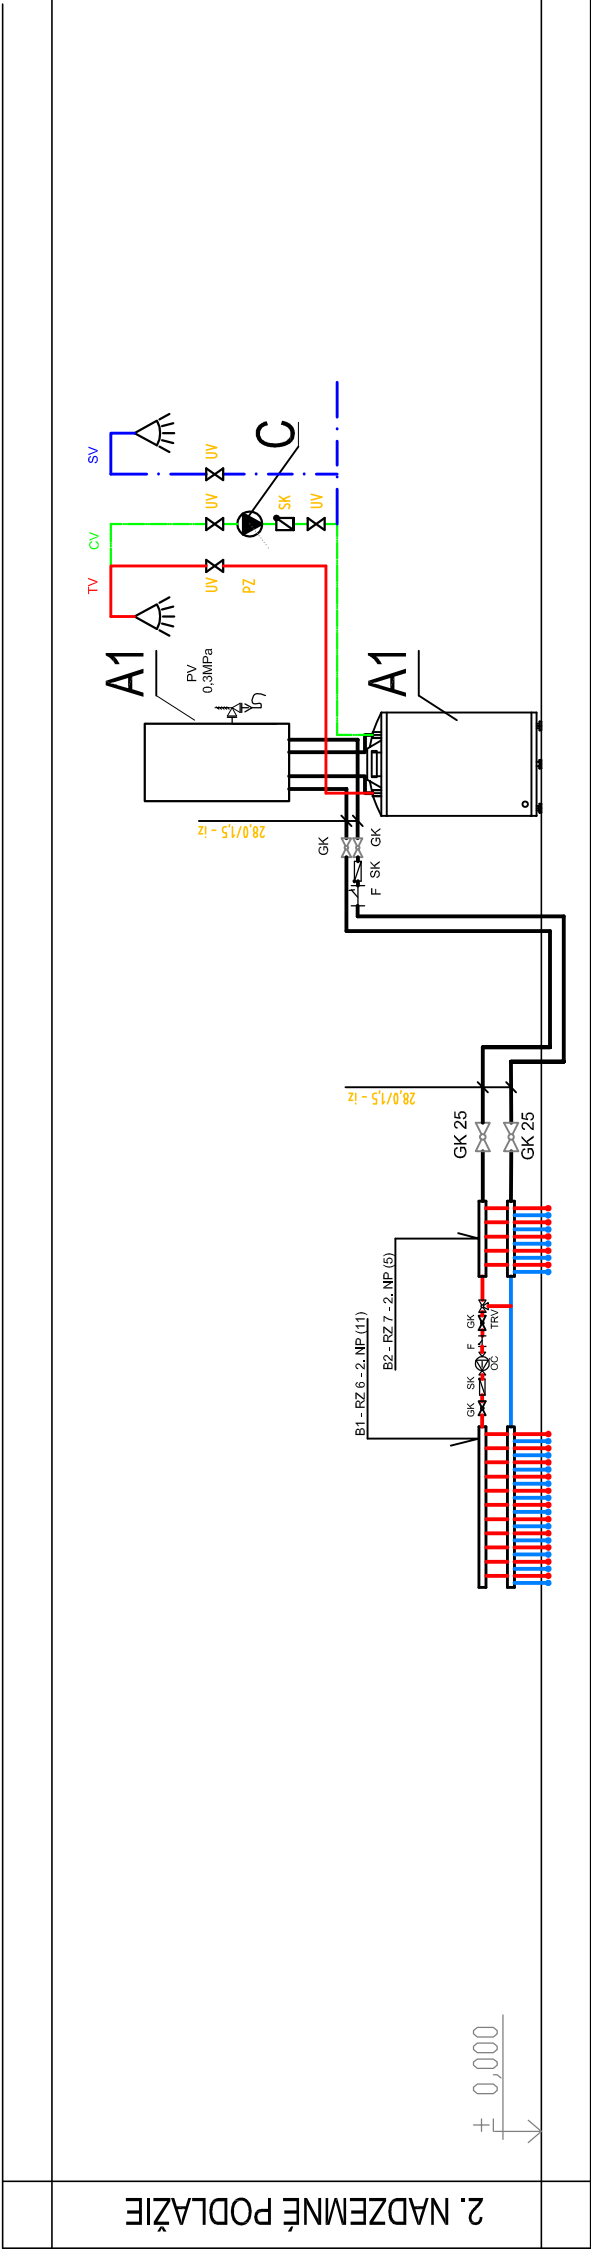 SV
CV
TV
UV
UV
UV
SK
UV
PZ
C
A1
PV
0,3MPa
A1
28,0/1,5 - iz
GK
GK
SK
F
28,0/1,5 - iz
GK 25
GK 25
B2 - RZ 7 - 2. NP (5)
B1 - RZ 6 - 2. NP (11)
GK
TRV
F
OČ
SK
GK
± 0,000
2. NADZEMNÉ PODLAŽIE